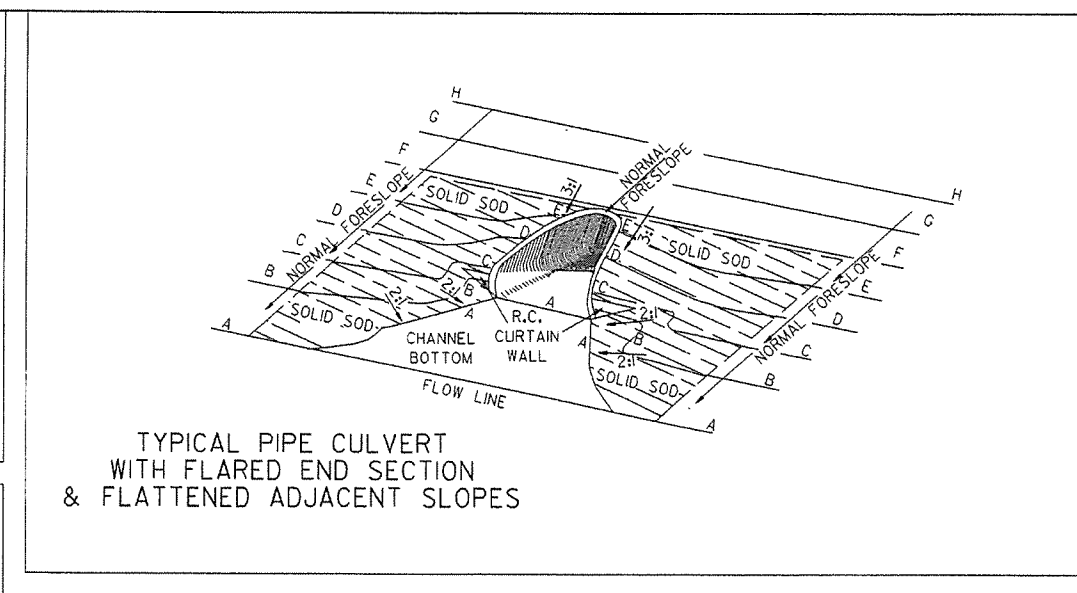 H
G
F
E
D
C
B
A
NORMAL FORESLOPE
SOLID SOD
SOLID SOD
3:1
NORMAL
FORESLOPE
E
D
C
B
A
2:1
2:1
E
3:1
D
C
B
A
A
2:1
2:1
SOLID SOD
SOLID SOD
R.C.
CURTAIN
WALL
CHANNEL
BOTTOM
FLOW LINE
NORMAL FORESLOPE
H
G
F
E
D
C
B
A
TYPICAL PIPE CULVERT
WITH FLARED END SECTION
& FLATTENED ADJACENT SLOPES